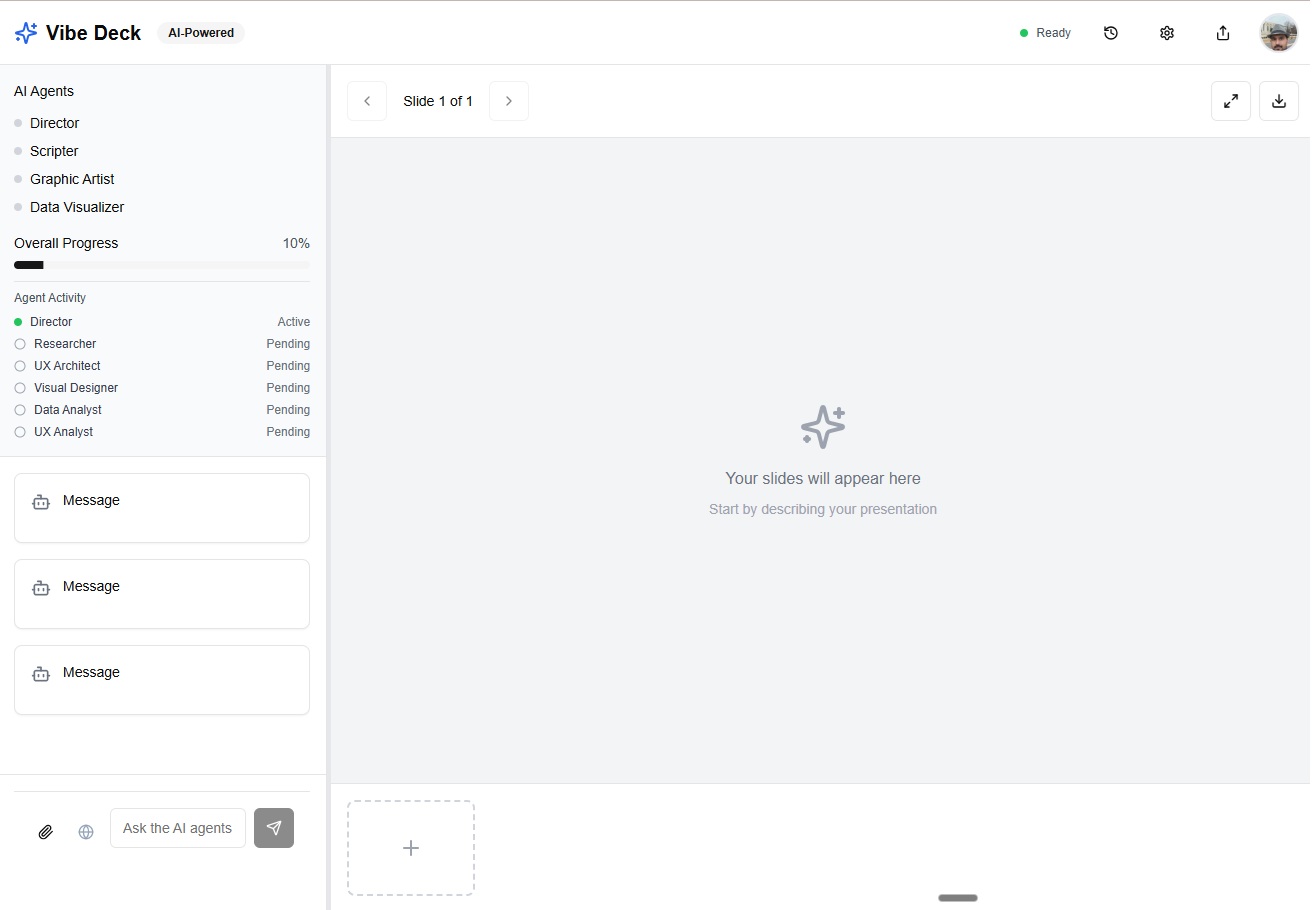 Vibe Deck AI-Powered Ready
AI Agents
Director
Scripter
Graphic Artist
Data Visualizer
Overall Progress 10%
Agent Activity
Director Active
Researcher Pending
UX Architect Pending
Visual Designer Pending
Data Analyst Pending
UX Analyst Pending
Message
Message
Message
Ask the AI agents
Slide 1 of 1
Your slides will appear here
Start by describing your presentation